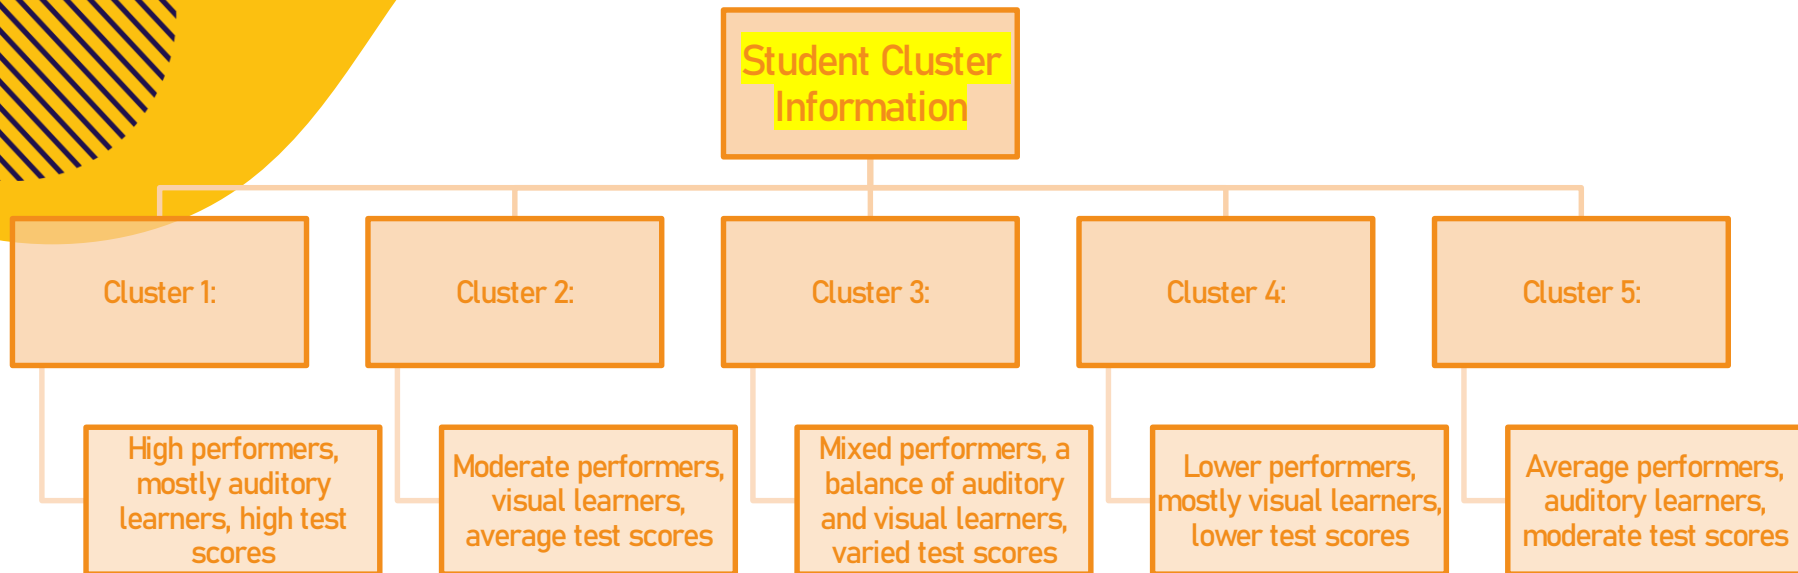 Student Cluster
Information
Cluster 1:
Cluster 2:
Cluster 3:
Cluster 4:
Cluster 5:
High performers,
mostly auditory
learners, high test
scores
Moderate performers,
visual learners,
average test scores
Mixed performers, a
balance of auditory
and visual learners,
varied test scores
Lower performers,
mostly visual learners,
lower test scores
Average performers,
auditory learners,
moderate test scores